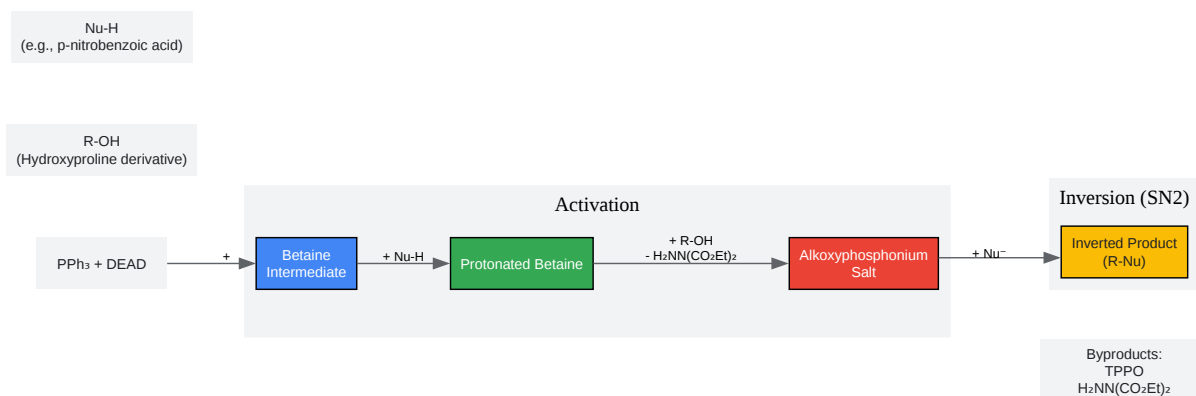 Nu-H
(e.g., p-nitrobenzoic acid)
R-OH
(Hydroxyproline derivative)
PPh₃ + DEAD
+
Activation
Betaine
Intermediate
+ Nu-H
Protonated Betaine
+ R-OH
- H₂NN(CO₂Et)₂
Alkoxyphosphonium
Salt
+ Nu⁻
Inversion (SN2)
Inverted Product
(R-Nu)
Byproducts:
TPPO
H₂NN(CO₂Et)₂